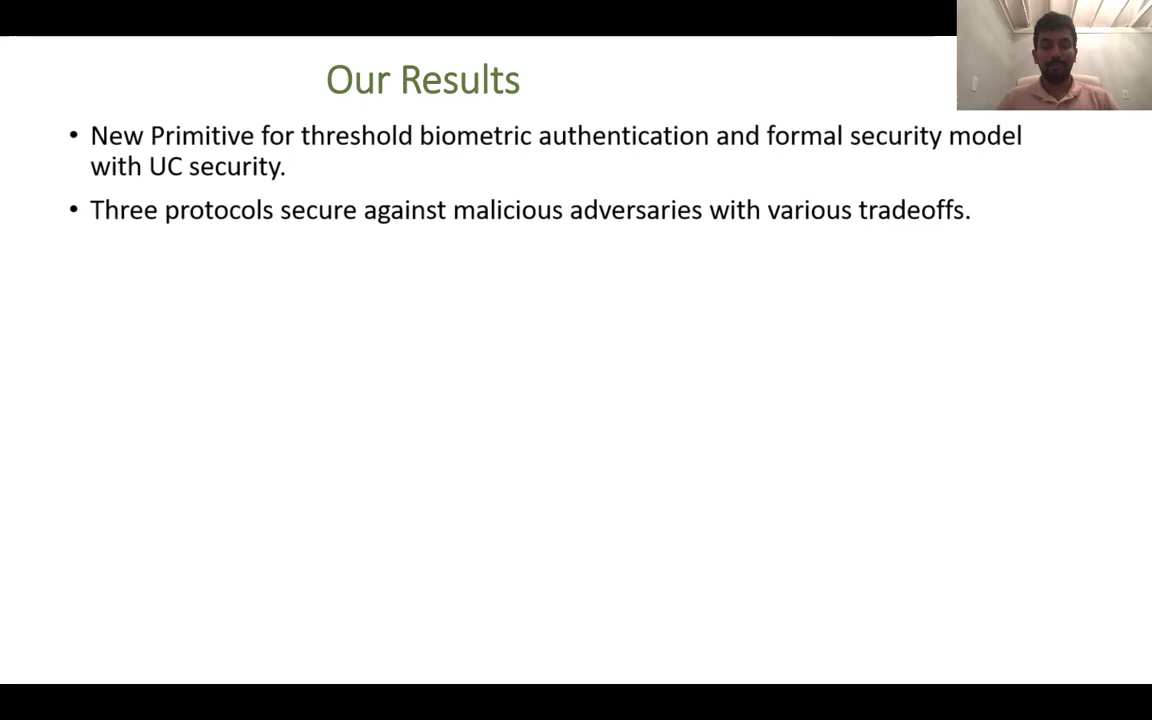 Our Results
• New Primitive for threshold biometric authentication and formal security model
with UC security.
• Three protocols secure against malicious adversaries with various tradeoffs.